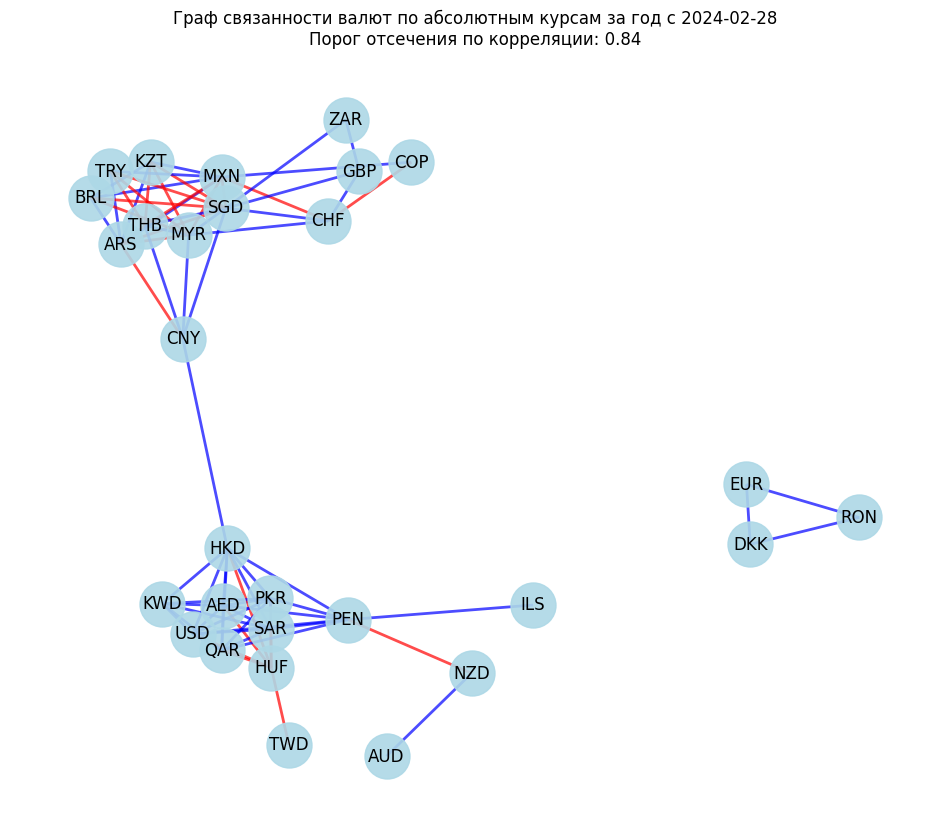 Граф связанности валют по абсолютным курсам за год с 2024-02-28
Порог отсечения по корреляции: 0.84
ZAR
KZT
COP
TRY
GBP
MXN
BRL
SGD
CHF
THB
MYR
ARS
CNY
EUR
RON
DKK
HKD
PKR
KWD
AED
ILS
PEN
SAR
USD
QAR
HUF
NZD
TWD
AUD